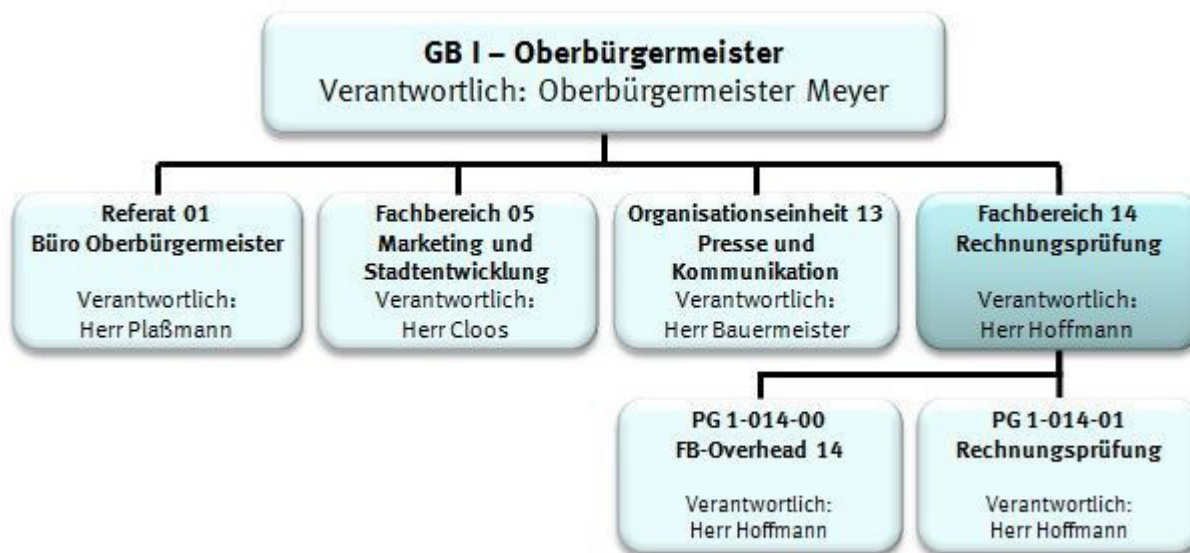 GB I – Oberbürgermeister
Verantwortlich: Oberbürgermeister Meyer
Referat 01
Büro Oberbürgermeister
Verantwortlich:
Herr Plaßmann
Fachbereich 05
Marketing und
Stadtentwicklung
Verantwortlich:
Herr Cloos
Organisationseinheit 13
Presse und
Kommunikation
Verantwortlich:
Herr Bauermeister
Fachbereich 14
Rechnungsprüfung
Verantwortlich:
Herr Hoffmann
PG 1-014-00
FB-Overhead 14
Verantwortlich:
Herr Hoffmann
PG 1-014-01
Rechnungsprüfung
Verantwortlich:
Herr Hoffmann